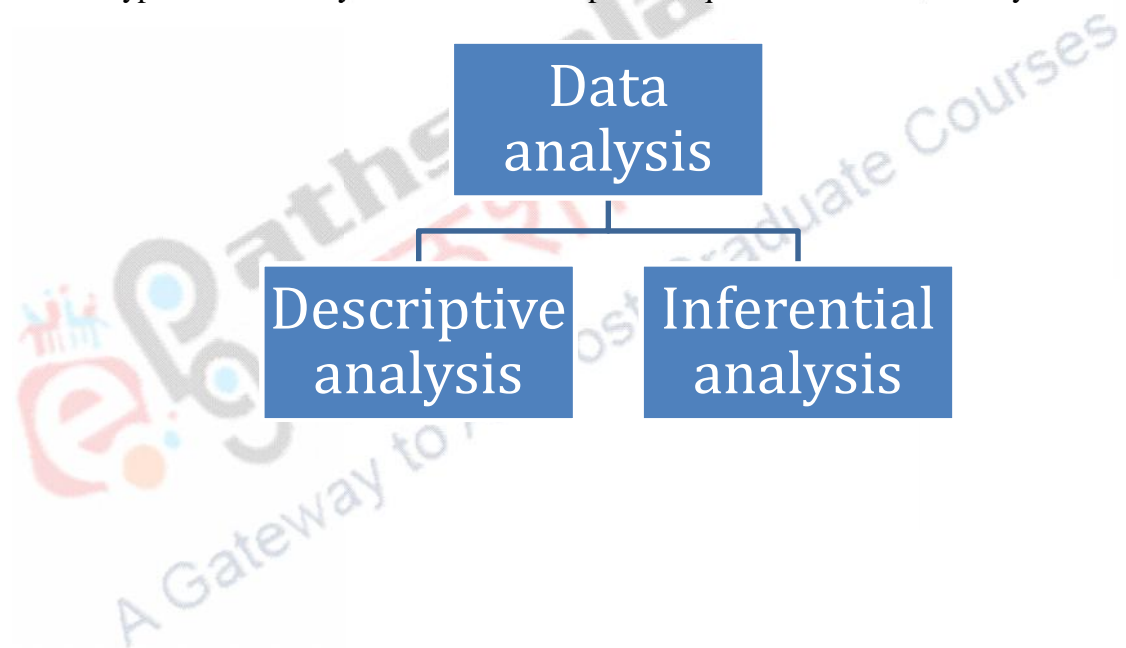 Data
analysis
Descriptive
analysis
Inferential
analysis
A Gateway to
Courses